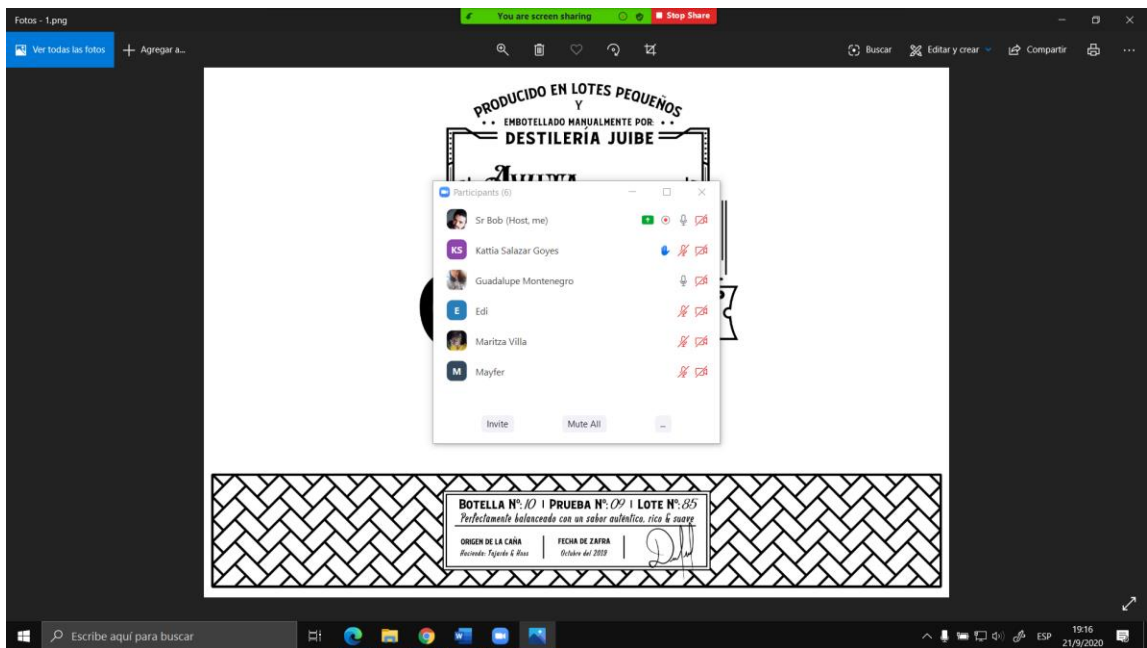 Fotos - 1.png
You are screen sharing
Stop Share
Ver todas las fotos
Agregar a...
Buscar
Editar y crear
Compartir
PRODUCIDO EN LOTES PEQUEÑOS
Y
EMBOTELLADO MANUALMENTE POR:
DESTILERÍA JUIBE
Participants (6)
Sr Bob (Host, me)
KS Kattia Salazar Goyes
Guadalupe Montenegro
E Edi
Maritza Villa
M Mayfer
Invite
Mute All
...
BOTELLA Nº: 10 | PRUEBA Nº: 09 | LOTE Nº: 85
Perfectamente balanceado con un sabor auténtico, rico & suave
ORIGEN DE LA CAÑA
FECHA DE ZAFRA
Hacienda: Fajardo & Haas
Octubre del 2019
Escribe aquí para buscar
ESP
19:16
21/9/2020